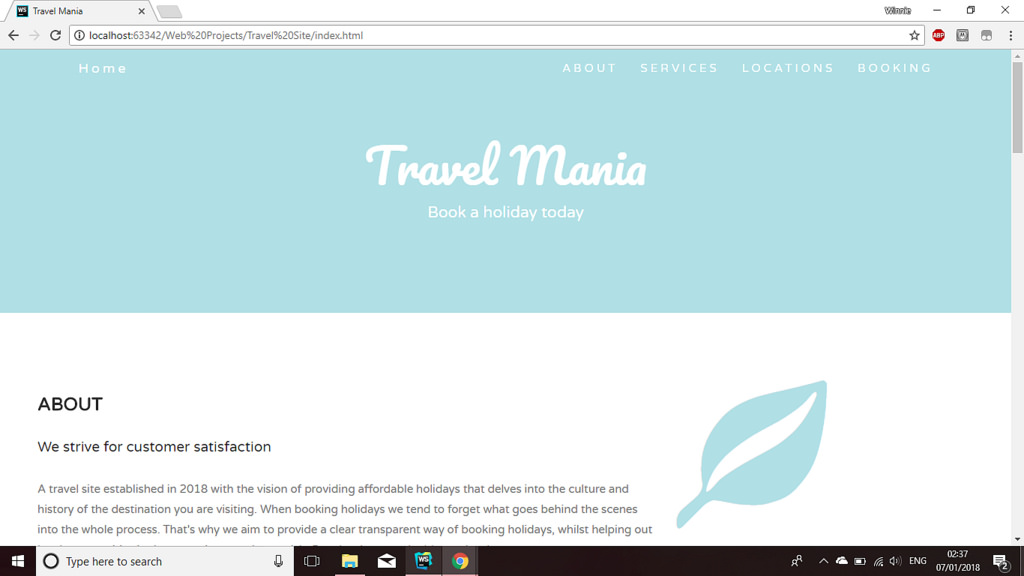 Travel Mania
Winnie
localhost:63342/Web%20Projects/Travel%20Site/index.html
ABP
Home ABOUT SERVICES LOCATIONS BOOKING
Travel Mania
Book a holiday today
ABOUT
We strive for customer satisfaction
A travel site established in 2018 with the vision of providing affordable holidays that delves into the culture and
history of the destination you are visiting. When booking holidays we tend to forget what goes behind the scenes
into the whole process. That's why we aim to provide a clear transparent way of booking holidays, whilst helping out
Type here to search
WS
ENG
02:37
07/01/2018
2